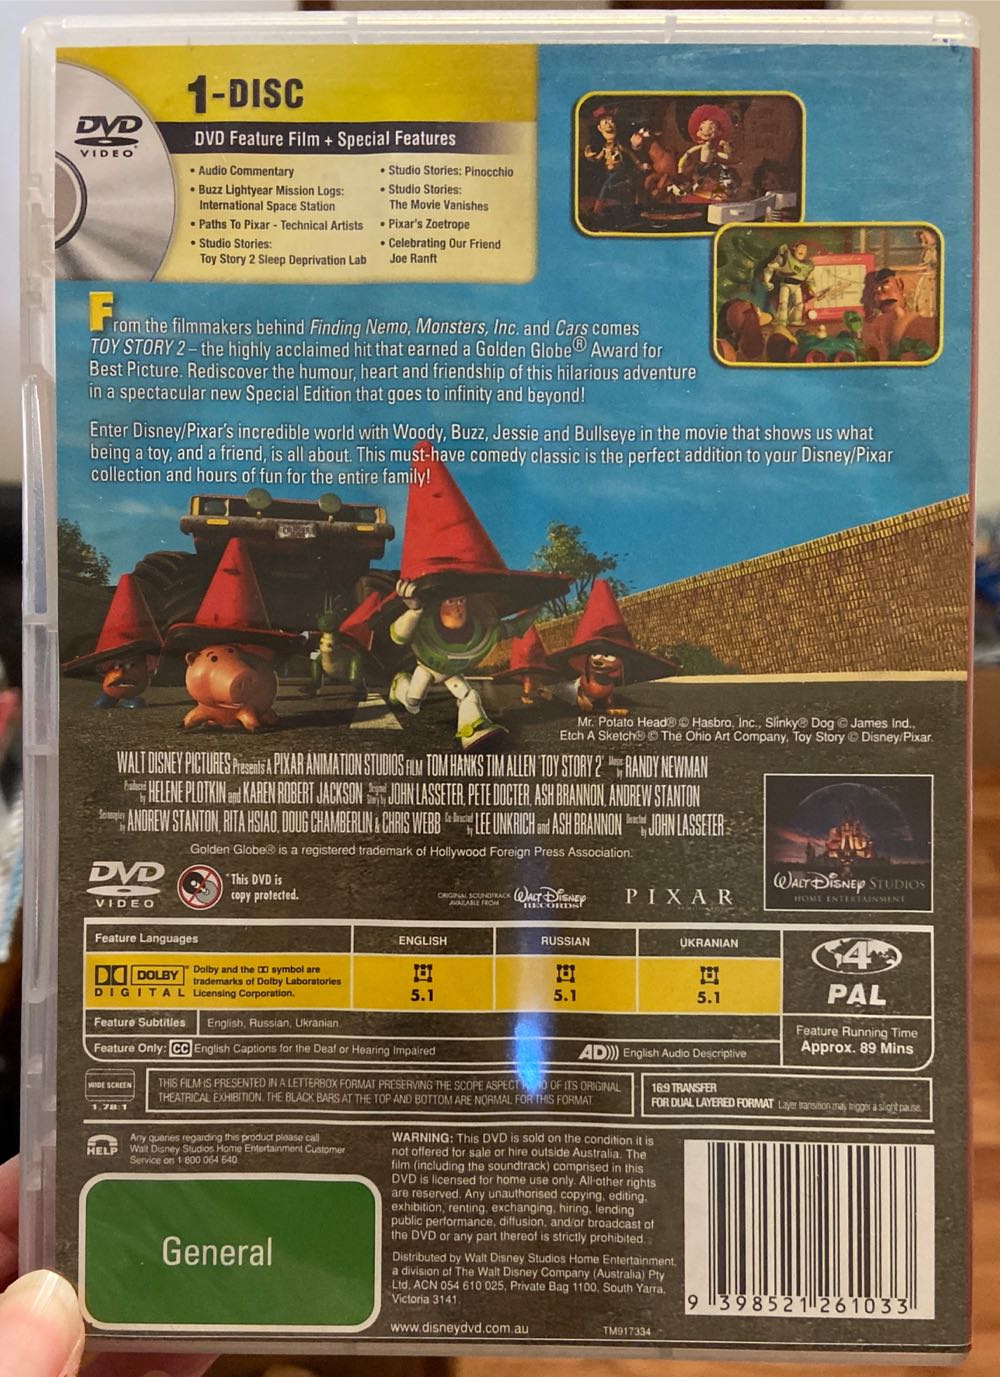 1-DISC
DVD
VIDEO
DVD Feature Film + Special Features
• Audio Commentary
• Buzz Lightyear Mission Logs:
International Space Station
• Paths To Pixar - Technical Artists
• Studio Stories:
Toy Story 2 Sleep Deprivation Lab
• Studio Stories: Pinocchio
• Studio Stories:
The Movie Vanishes
• Pixar's Zoetrope
• Celebrating Our Friend
Joe Ranft
From the filmmakers behind Finding Nemo, Monsters, Inc. and Cars comes
TOY STORY 2 – the highly acclaimed hit that earned a Golden Globe® Award for
Best Picture. Rediscover the humour, heart and friendship of this hilarious adventure
in a spectacular new Special Edition that goes to infinity and beyond!
Enter Disney/Pixar's incredible world with Woody, Buzz, Jessie and Bullseye in the movie that shows us what
being a toy, and a friend, is all about. This must-have comedy classic is the perfect addition to your Disney/Pixar
collection and hours of fun for the entire family!
Mr. Potato Head® © Hasbro, Inc., Slinky® Dog © James Ind.,
Etch A Sketch® © The Ohio Art Company, Toy Story © Disney/Pixar.
WALT DISNEY PICTURES Presents A PIXAR ANIMATION STUDIOS FILM TOM HANKS TIM ALLEN 'TOY STORY 2' Music by RANDY NEWMAN
Produced by HELENE PLOTKIN and KAREN ROBERT JACKSON Original Story by JOHN LASSETER, PETE DOCTER, ASH BRANNON, ANDREW STANTON
Screenplay by ANDREW STANTON, RITA HSIAO, DOUG CHAMBERLIN & CHRIS WEBB Co-Directed by LEE UNKRICH and ASH BRANNON Directed by JOHN LASSETER
Golden Globe® is a registered trademark of Hollywood Foreign Press Association.
DVD
VIDEO
"This DVD is
copy protected.
ORIGINAL SOUNDTRACK
AVAILABLE FROM
WALT DISNEY
RECORDS
PIXAR
WALT DISNEY STUDIOS
HOME ENTERTAINMENT
Feature Languages
ENGLISH
RUSSIAN
UKRANIAN
DOLBY
DIGITAL
Dolby and the DD symbol are
trademarks of Dolby Laboratories
Licensing Corporation.
5.1
5.1
5.1
4
PAL
Feature Subtitles
English, Russian, Ukranian
Feature Running Time
Approx. 89 Mins
Feature Only: CC English Captions for the Deaf or Hearing Impaired
AD))) English Audio Descriptive
WIDE SCREEN
1.78:1
THIS FILM IS PRESENTED IN A LETTERBOX FORMAT PRESERVING THE SCOPE ASPECT RATIO OF ITS ORIGINAL
THEATRICAL EXHIBITION. THE BLACK BARS AT THE TOP AND BOTTOM ARE NORMAL FOR THIS FORMAT
16:9 TRANSFER
FOR DUAL LAYERED FORMAT Layer transition may trigger a slight pause.
HELP
Any queries regarding this product please call
Walt Disney Studios Home Entertainment Customer
Service on 1 800 064 640
General
WARNING: This DVD is sold on the condition it is
not offered for sale or hire outside Australia. The
film (including the soundtrack) comprised in this
DVD is licensed for home use only. All other rights
are reserved. Any unauthorised copying, editing,
exhibition, renting, exchanging, hiring, lending
public performance, diffusion, and/or broadcast of
the DVD or any part thereof is strictly prohibited.
Distributed by Walt Disney Studios Home Entertainment,
a division of The Walt Disney Company (Australia) Pty
Ltd, ACN 054 610 025, Private Bag 1100, South Yarra,
Victoria 3141.
www.disneydvd.com.au
TM917334
9 398521 261033